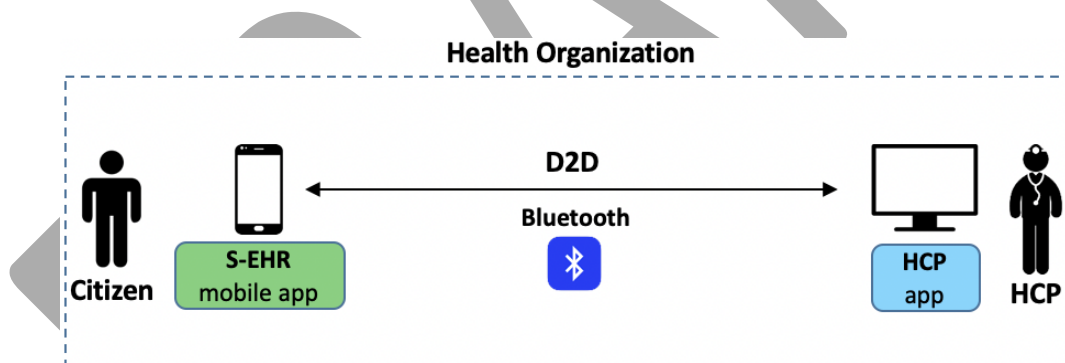 Health Organization
D2D
Bluetooth
S-EHR
mobile app
Citizen
HCP
app
HCP